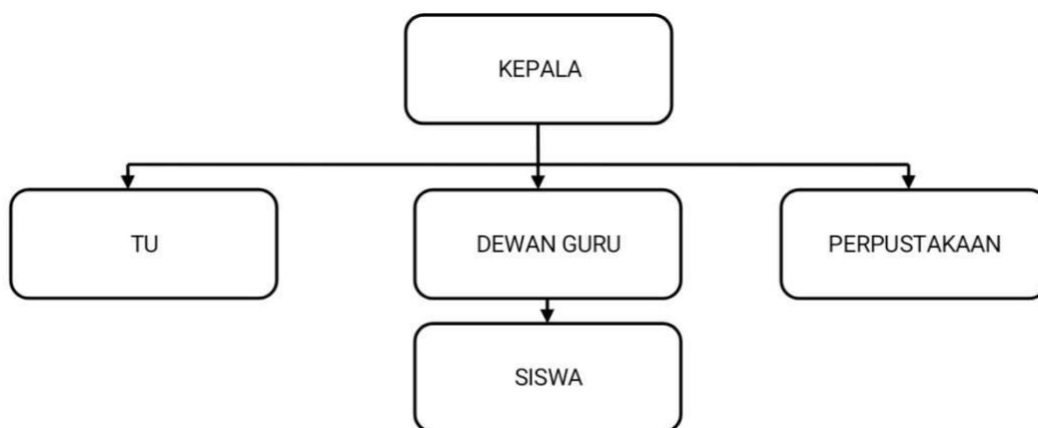 KEPALA
TU
DEWAN GURU
PERPUSTAKAAN
SISWA